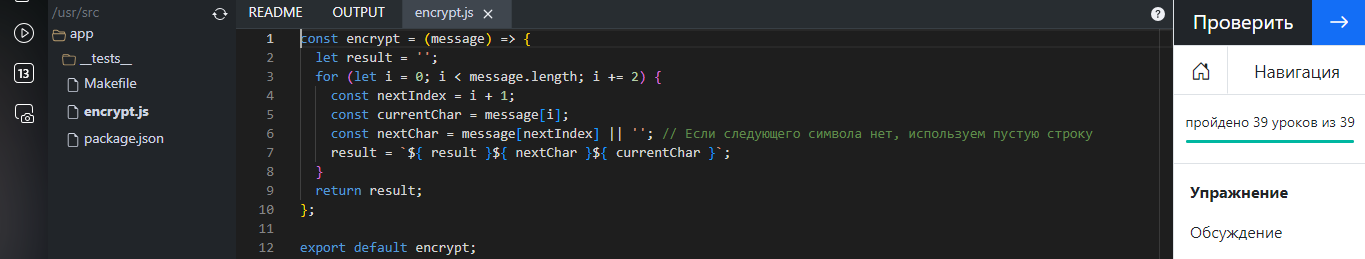 /usr/src
app
__tests__
Makefile
encrypt.js
package.json
13
README OUTPUT encrypt.js
1 const encrypt = (message) => {
2 let result = '';
3 for (let i = 0; i < message.length; i += 2) {
4 const nextIndex = i + 1;
5 const currentChar = message[i];
6 const nextChar = message[nextIndex] || ''; // Если следующего символа нет, используем пустую строку
7 result = `${ result }${ nextChar }${ currentChar }`;
8 }
9 return result;
10 };
11
12 export default encrypt;
?
Проверить
Навигация
пройдено 39 уроков из 39
Упражнение
Обсуждение